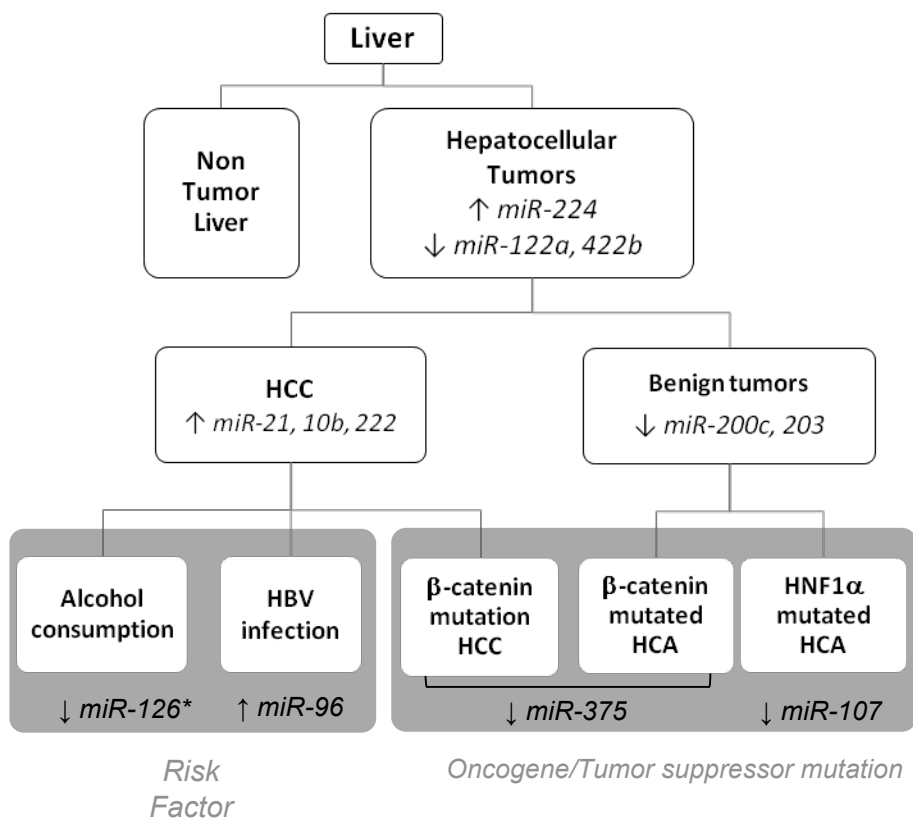 Liver
Non
Tumor
Liver
Hepatocellular
Tumors
↑ miR-224
↓ miR-122a, 422b
HCC
↑ miR-21, 10b, 222
Benign tumors
↓ miR-200c, 203
Alcohol
consumption
HBV
infection
β-catenin
mutation
HCC
β-catenin
mutated
HCA
HNF1α
mutated
HCA
↓ miR-126*
↑ miR-96
↓ miR-375
↓ miR-107
Risk
Factor
Oncogene/Tumor suppressor mutation